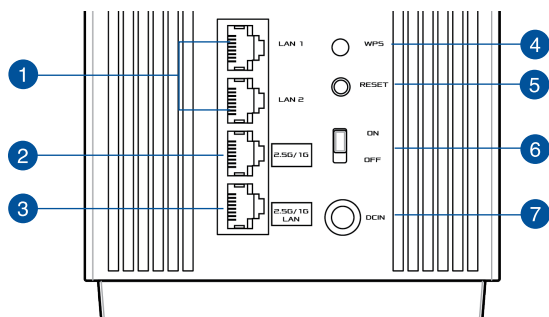 1
LAN 1
LAN 2
2
2.5G/1G
3
2.5G/1G
LAN
WPS
4
RESET
5
ON
OFF
6
DCIN
7